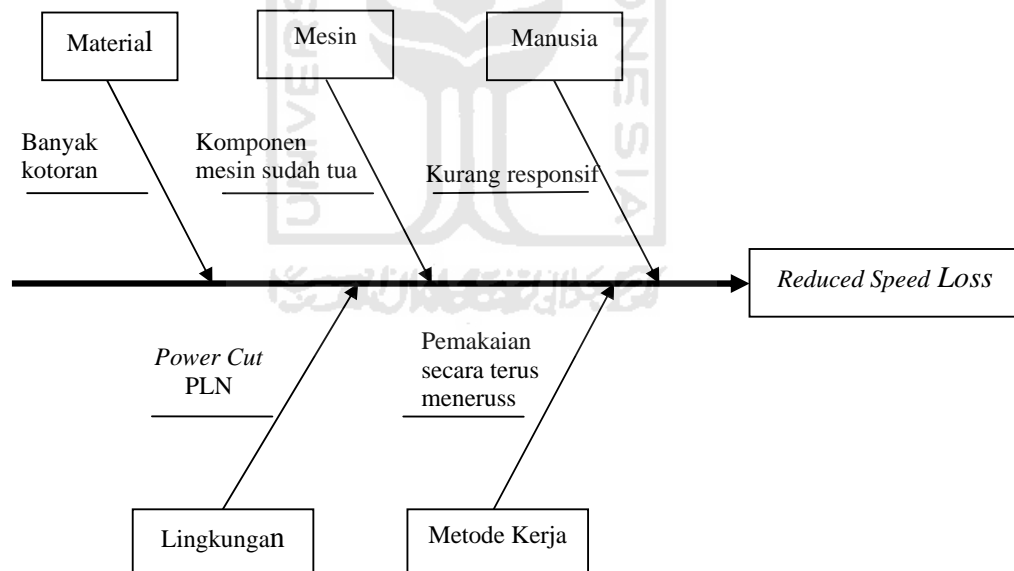 Material
Mesin
Manusia
Banyak
kotoran
Komponen
mesin sudah tua
Kurang responsif
Reduced Speed Loss
Power Cut
PLN
Pemakaian
secara terus
meneruss
Lingkungan
Metode Kerja